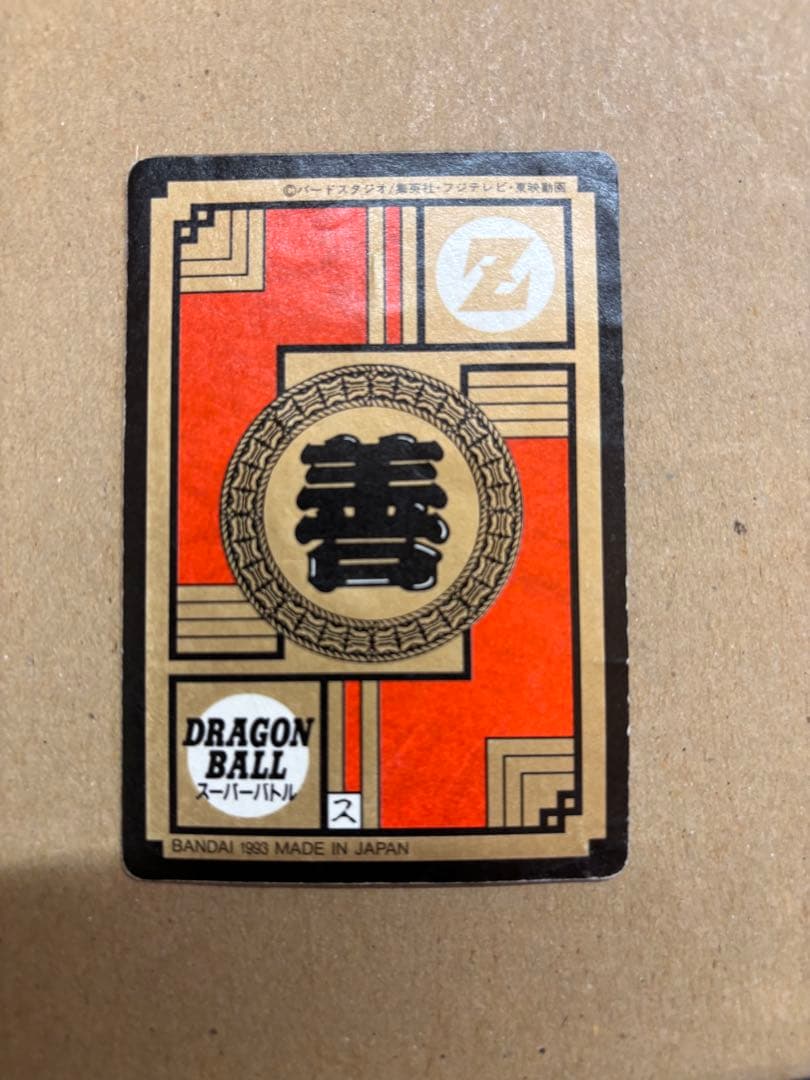 ©バードスタジオ/集英社・フジテレビ・東映動画
Z
善
DRAGON
BALL
スーパーバトル
ス
BANDAI 1993 MADE IN JAPAN